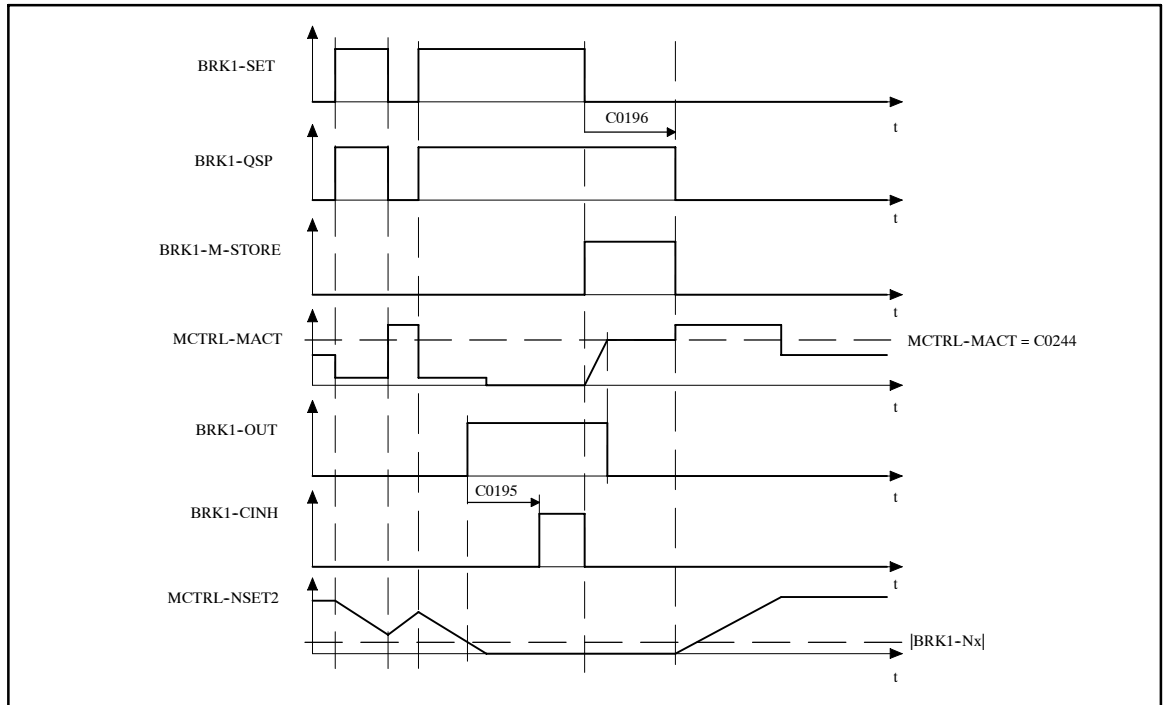 BRK1-SET
t
C0196
BRK1-QSP
t
BRK1-M-STORE
t
MCTRL-MACT
MCTRL-MACT = C0244
t
BRK1-OUT
t
C0195
BRK1-CINH
t
MCTRL-NSET2
|BRK1-Nx|
t